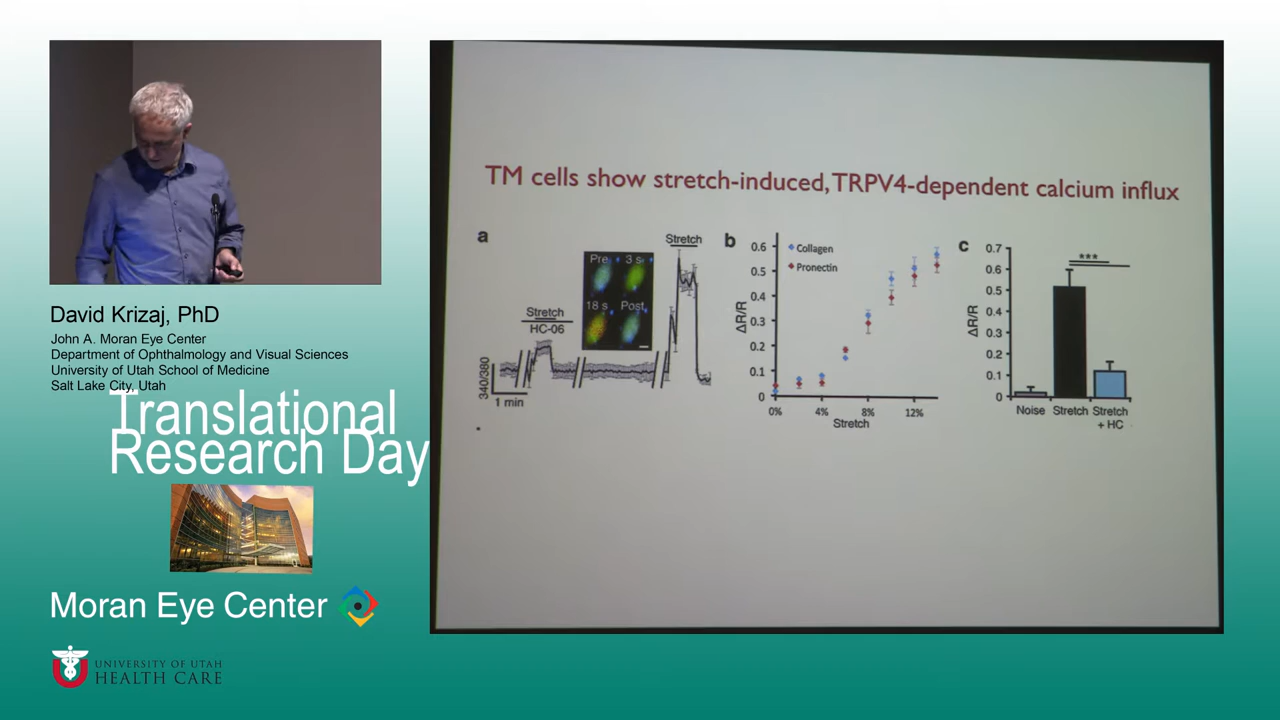 David Krizaj, PhD
John A. Moran Eye Center
Department of Ophthalmology and Visual Sciences
University of Utah School of Medicine
Salt Lake City, Utah
Translational
Research Day
Moran Eye Center
UNIVERSITY OF UTAH
HEALTH CARE
TM cells show stretch-induced, TRPV4-dependent calcium influx
a
Stretch
HC-06
Pre
3 s
18 s
Post
Stretch
340/380
1 min
b
Collagen
Pronectin
ΔR/R
0.6
0.5
0.4
0.3
0.2
0.1
0
0%
4%
8%
12%
Stretch
c
ΔR/R
0.7
0.6
0.5
0.4
0.3
0.2
0.1
0
***
Noise
Stretch
Stretch
+ HC